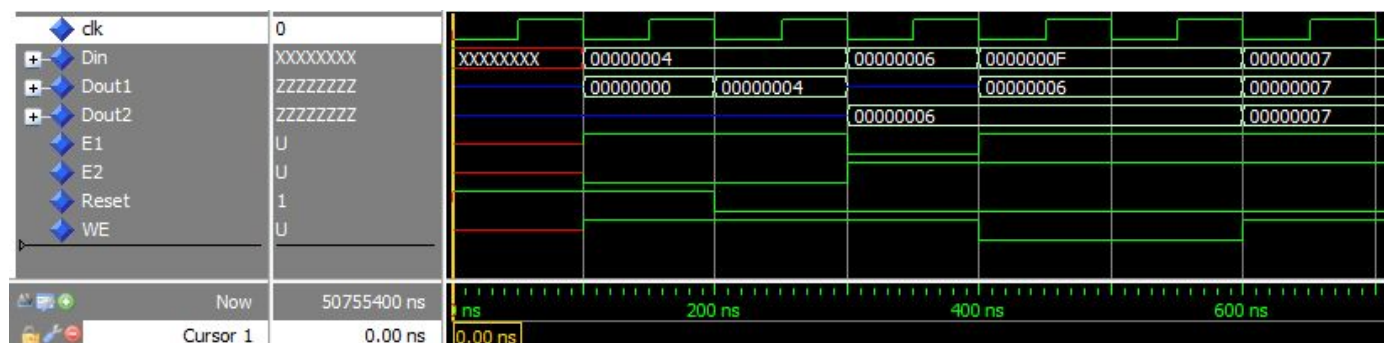 clk 0
Din XXXXXXXX XXXXXXXX 00000004 00000006 0000000F 00000007
Dout1 ZZZZZZZZ 00000000 00000004 00000006 00000007
Dout2 ZZZZZZZZ 00000006 00000007
E1 U
E2 U
Reset 1
WE U
Now 50755400 ns ns 200 ns 400 ns 600 ns
Cursor 1 0.00 ns 0.00 ns